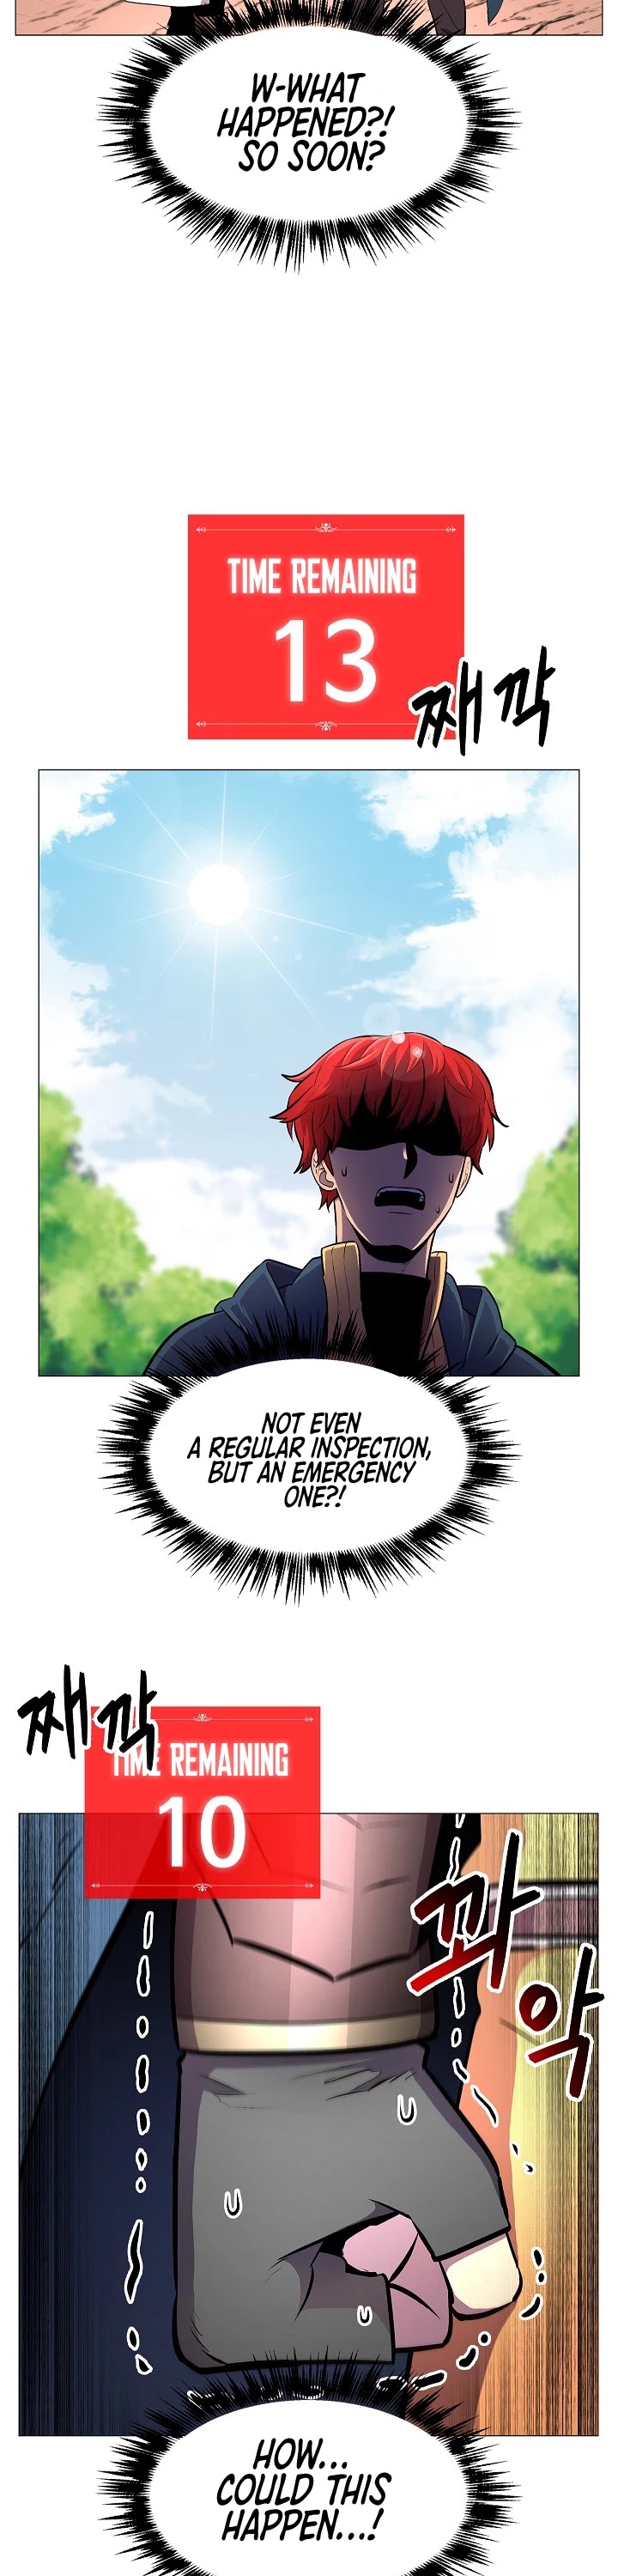 W-WHAT
HAPPENED?!
SO SOON?
TIME REMAINING
13
째깍
NOT EVEN
A REGULAR INSPECTION,
BUT AN EMERGENCY
ONE?!
째깍
TIME REMAINING
10
꽈
악
HOW...
COULD THIS
HAPPEN...!